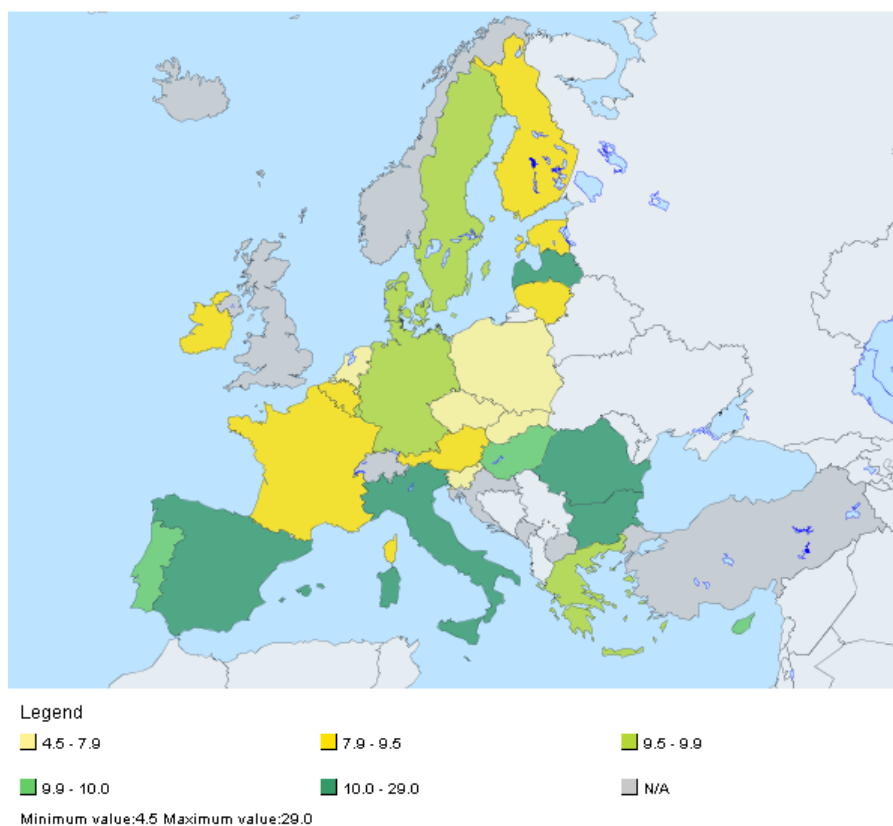 Legend
4.5 - 7.9 7.9 - 9.5 9.5 - 9.9
9.9 - 10.0 10.0 - 29.0 N/A
Minimum value:4.5 Maximum value:29.0